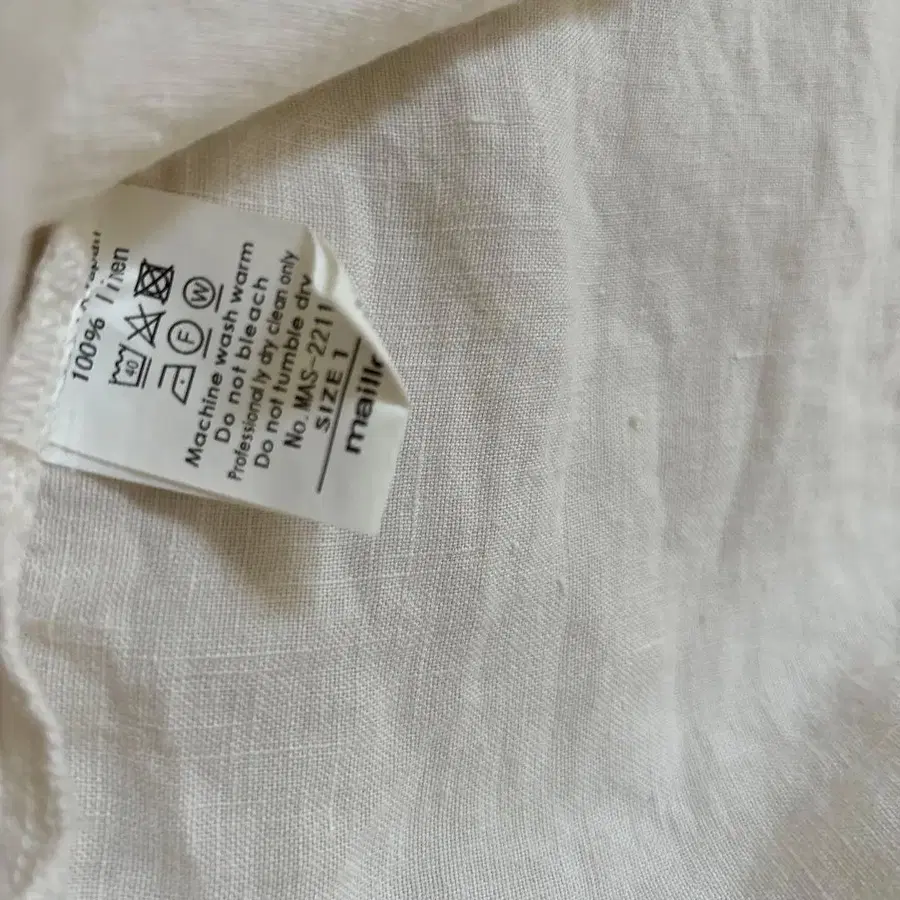 100% linen
40
F W
Machine wash warm
Do not bleach
Professionally dry clean only
Do not tumble dry
No. MAS-2211
SIZE 1